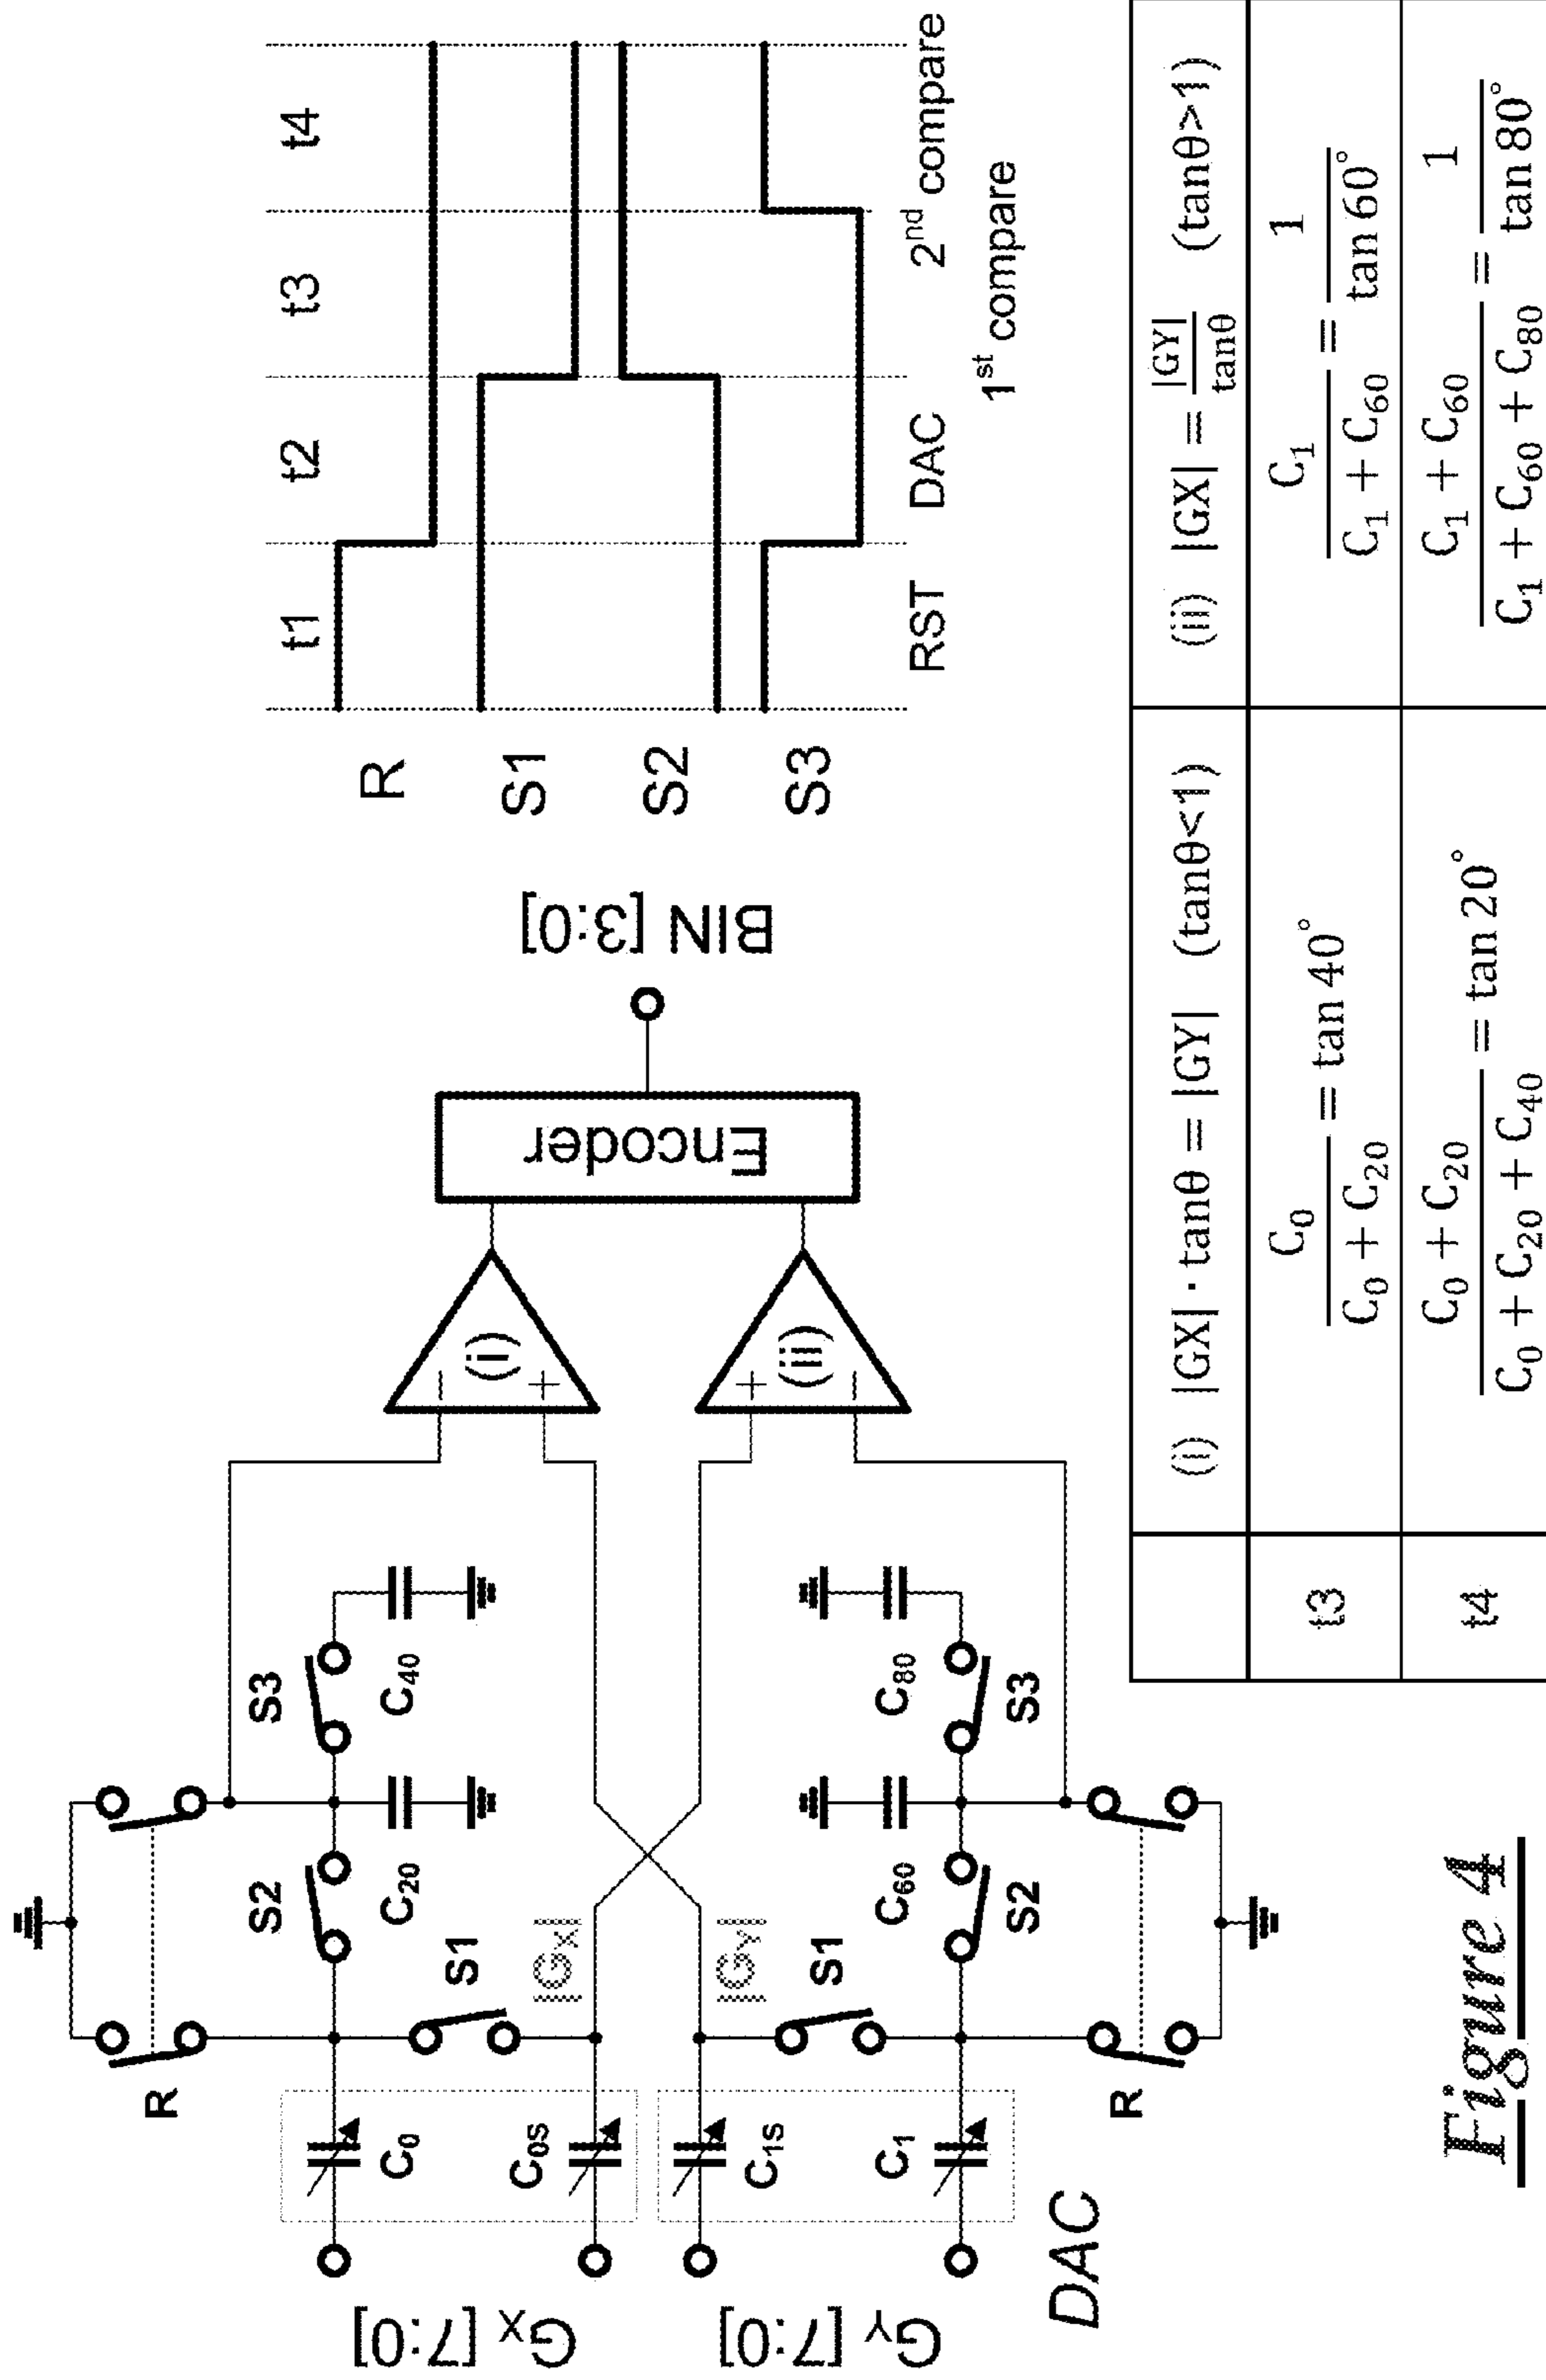 R
S2
S3
C₂₀
C₄₀
C₀
S1
|Gₓ|
C₀S
Gₓ [7:0]
G_Y [7:0]
C₁S
|G_Y|
S1
C₁
C₆₀
C₈₀
S2
S3
R
DAC
− (i) +
+ (ii) −
Encoder
BIN [3:0]
t1 t2 t3 t4
R
S1
S2
S3
RST DAC 2nd compare
1st compare
(i) |GX| · tanθ = |GY| (tanθ<1)
(ii) |GX| = |GY| / tanθ (tanθ>1)
t3
C₀ / (C₀ + C₂₀) = tan 40°
C₁ / (C₁ + C₆₀) = 1 / tan 60°
t4
(C₀ + C₂₀) / (C₀ + C₂₀ + C₄₀) = tan 20°
(C₁ + C₆₀) / (C₁ + C₆₀ + C₈₀) = 1 / tan 80°
Figure 4